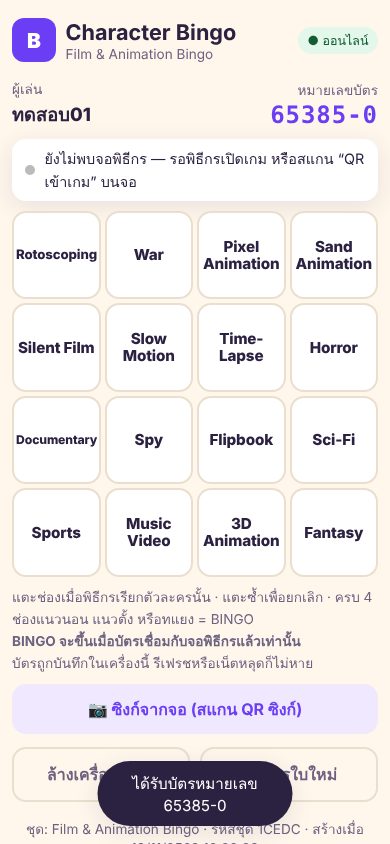 B
Character Bingo
Film & Animation Bingo
ออนไลน์
ผู้เล่น
หมายเลขบัตร
ทดสอบ01
65385-0
ยังไม่พบจอพิธีกร — รอพิธีกรเปิดเกม หรือสแกน “QR
เข้าเกม” บนจอ
Rotoscoping
War
Pixel
Animation
Sand
Animation
Silent Film
Slow
Motion
Time-
Lapse
Horror
Documentary
Spy
Flipbook
Sci-Fi
Sports
Music
Video
3D
Animation
Fantasy
แตะช่องเมื่อพิธีกรเรียกตัวละครนั้น · แตะซ้ำเพื่อยกเลิก · ครบ 4
ช่องแนวนอน แนวตั้ง หรือทแยง = BINGO
BINGO จะขึ้นเมื่อบัตรเชื่อมกับจอพิธีกรแล้วเท่านั้น
บัตรถูกบันทึกในเครื่องนี้ รีเฟรชหรือเน็ตหลุดก็ไม่หาย
ซิงก์จากจอ (สแกน QR ซิงก์)
ล้างเครื่อ
ใบใหม่
ได้รับบัตรหมายเลข
65385-0
ชุด: Film & Animation Bingo · รหัสชุด 1CEDC · สร้างเมื่อ